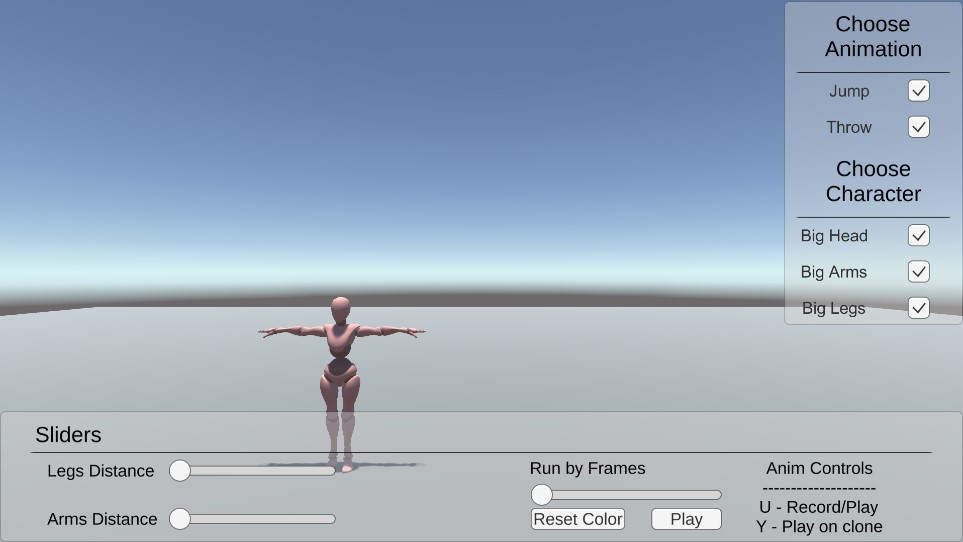 Choose
Animation
Jump
Throw
Choose
Character
Big Head
Big Arms
Big Legs
Sliders
Legs Distance
Arms Distance
Run by Frames
Reset Color
Play
Anim Controls
--------------------
U - Record/Play
Y - Play on clone